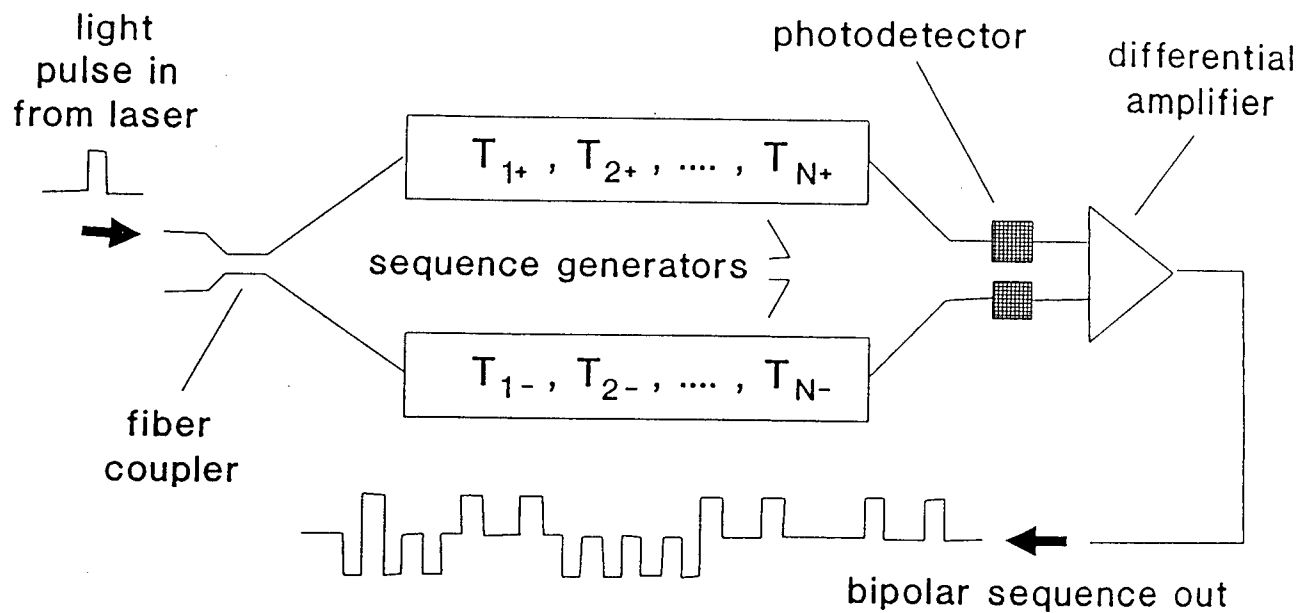 light
pulse in
from laser
photodetector
differential
amplifier
T1+ , T2+ , .... , TN+
sequence generators
T1- , T2- , .... , TN-
fiber
coupler
bipolar sequence out